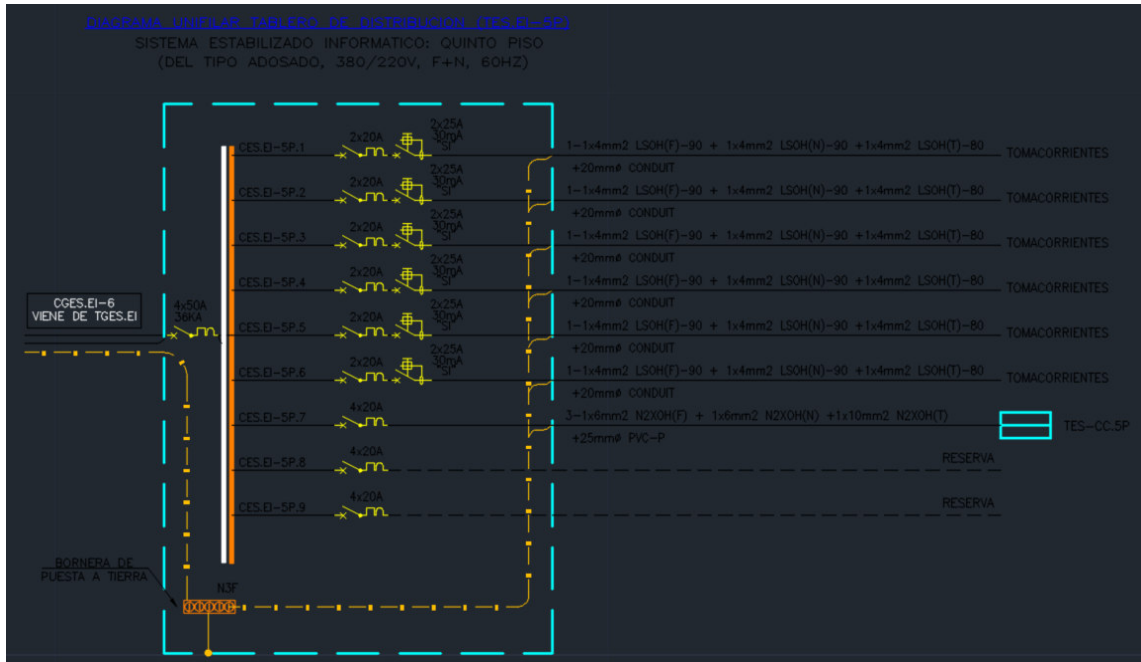 DIAGRAMA UNIFILAR TABLERO DE DISTRIBUCIÓN (TES.EI-5P)
SISTEMA ESTABILIZADO INFORMATICO: QUINTO PISO
(DEL TIPO ADOSADO, 380/220V, F+N, 60HZ)
CES.EI-5P.1
2x20A
2x25A
30mA
SI
1-1x4mm2 LSOH(F)-90 + 1x4mm2 LSOH(N)-90 +1x4mm2 LSOH(T)-80
+20mmø CONDUIT
TOMACORRIENTES
CES.EI-5P.2
2x20A
2x25A
30mA
SI
1-1x4mm2 LSOH(F)-90 + 1x4mm2 LSOH(N)-90 +1x4mm2 LSOH(T)-80
+20mmø CONDUIT
TOMACORRIENTES
CES.EI-5P.3
2x20A
2x25A
30mA
SI
1-1x4mm2 LSOH(F)-90 + 1x4mm2 LSOH(N)-90 +1x4mm2 LSOH(T)-80
+20mmø CONDUIT
TOMACORRIENTES
CES.EI-5P.4
2x20A
2x25A
30mA
SI
1-1x4mm2 LSOH(F)-90 + 1x4mm2 LSOH(N)-90 +1x4mm2 LSOH(T)-80
+20mmø CONDUIT
TOMACORRIENTES
CGES.EI-6
VIENE DE TGES.EI
4x50A
36KA
CES.EI-5P.5
2x20A
2x25A
30mA
SI
1-1x4mm2 LSOH(F)-90 + 1x4mm2 LSOH(N)-90 +1x4mm2 LSOH(T)-80
+20mmø CONDUIT
TOMACORRIENTES
CES.EI-5P.6
2x20A
2x25A
30mA
SI
1-1x4mm2 LSOH(F)-90 + 1x4mm2 LSOH(N)-90 +1x4mm2 LSOH(T)-80
+20mmø CONDUIT
TOMACORRIENTES
CES.EI-5P.7
4x20A
3-1x6mm2 N2XOH(F) + 1x6mm2 N2XOH(N) +1x10mm2 N2XOH(T)
+25mmø PVC-P
TES-CC.5P
CES.EI-5P.8
4x20A
RESERVA
CES.EI-5P.9
4x20A
RESERVA
BORNERA DE
PUESTA A TIERRA
N3F